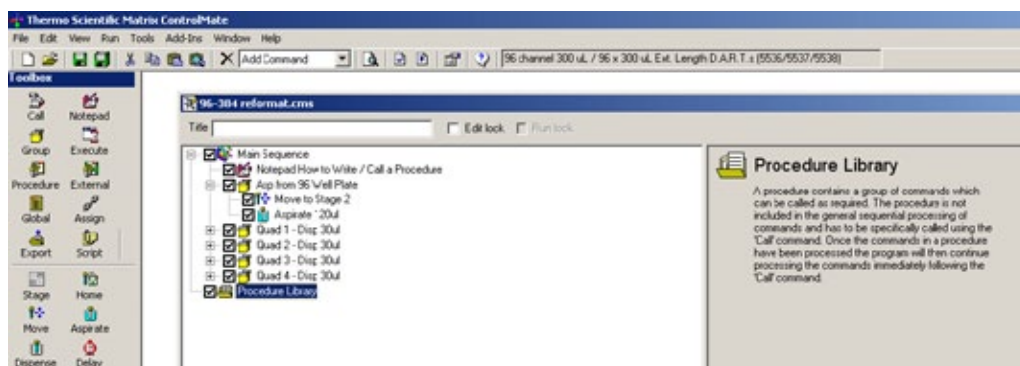 Thermo Scientific Matrix ControlMate
File Edit View Run Tools Add-Ins Window Help
Add Command
96 channel 300 uL / 96 x 300 uL Ext. Length D.A.R.T.s (5536/5537/5538)
Toolbox
Call Notepad
Group Execute
Procedure External
Global Assign
Export Script
Stage Home
Move Aspirate
Dispense Delay
96-384 reformat.cms
Title
Edit lock
Run lock
Main Sequence
Notepad How to Write / Call a Procedure
Asp from 96 Well Plate
Move to Stage 2
Aspirate 120ul
Quad 1 - Disp 30ul
Quad 2 - Disp 30ul
Quad 3 - Disp 30ul
Quad 4 - Disp 30ul
Procedure Library
Procedure Library
A procedure contains a group of commands which
can be called as required. The procedure is not
included in the general sequential processing of
commands and has to be specifically called using the
'Call' command. Once the commands in a procedure
have been processed the program will then continue
processing the commands immediately following the
'Call' command.